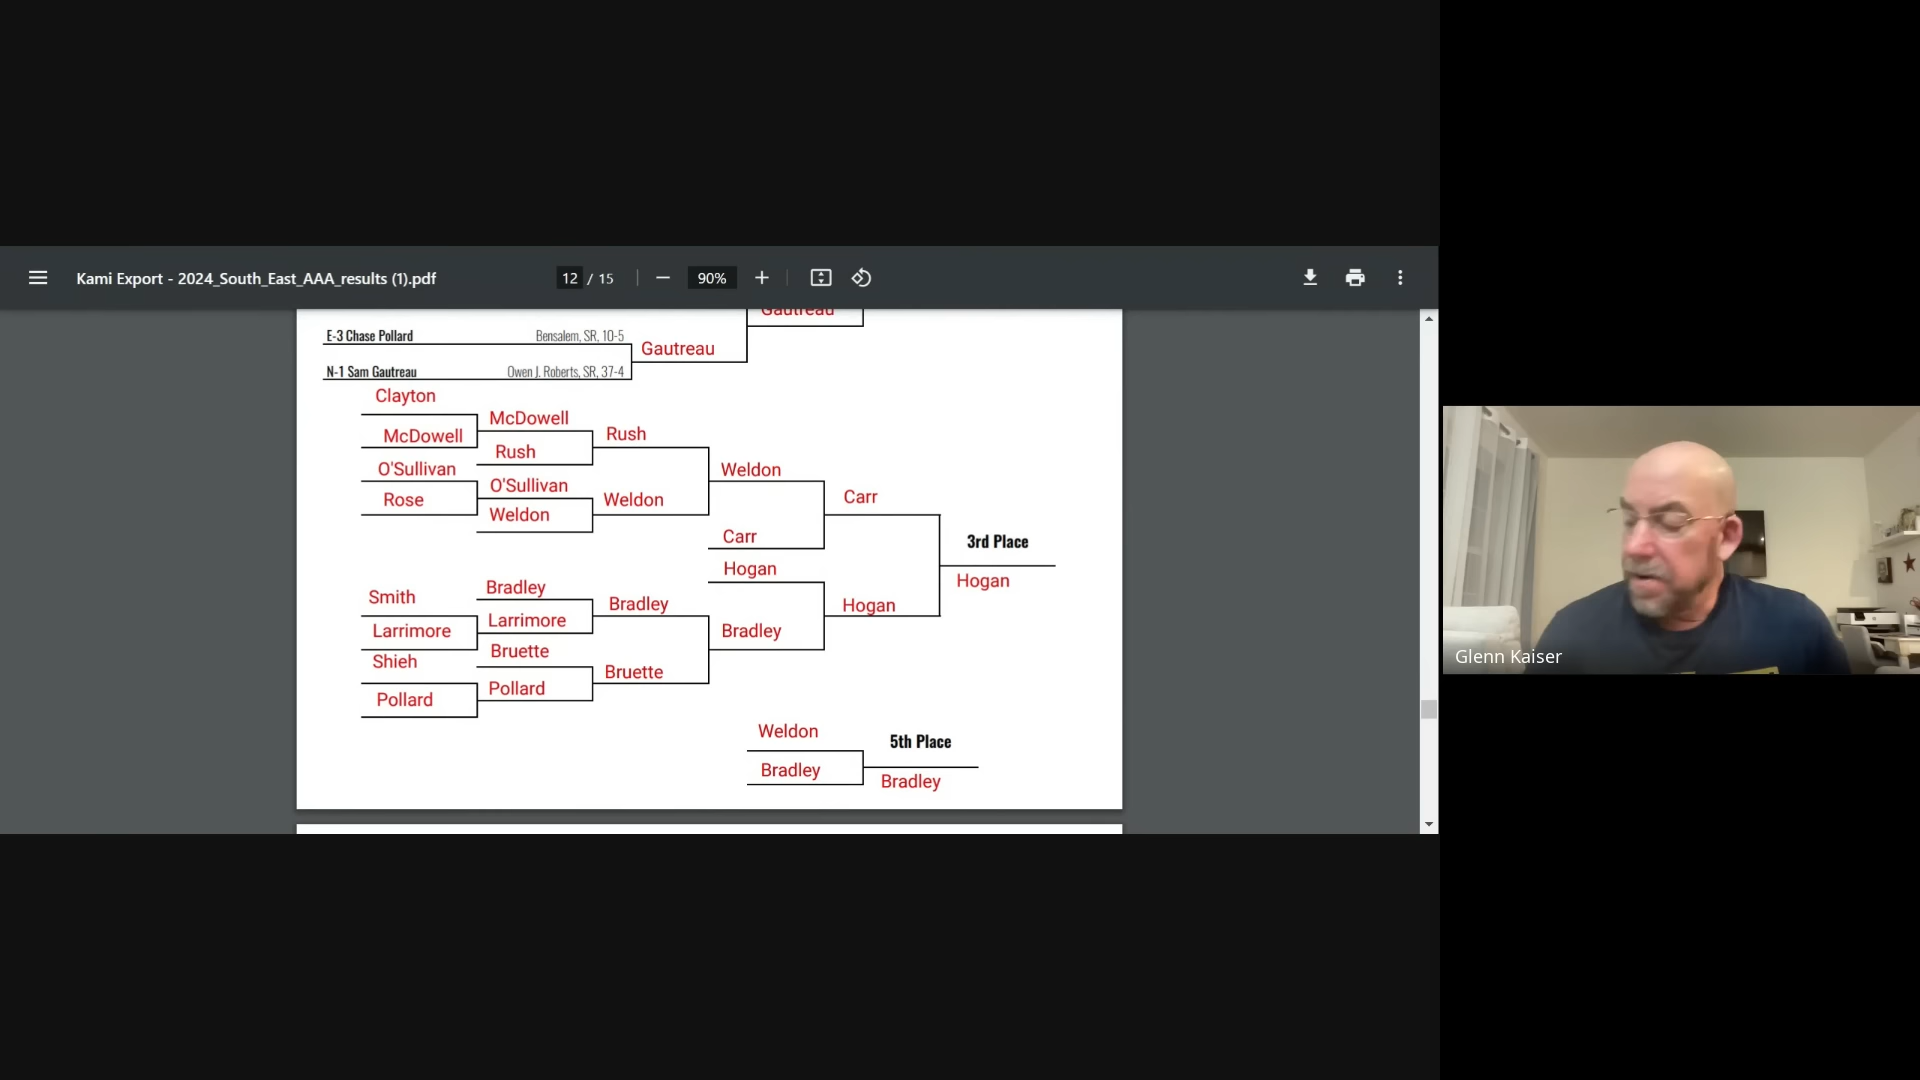 Kami Export - 2024_South_East_AAA_results (1).pdf
12 / 15
90%
Gautreau
E-3 Chase Pollard Bensalem, SR, 10-5
Gautreau
N-1 Sam Gautreau Owen J. Roberts, SR, 37-4
Clayton
McDowell
McDowell
Rush
Rush
O'Sullivan
Weldon
O'Sullivan
Rose
Weldon
Carr
Weldon
Carr
3rd Place
Hogan
Hogan
Bradley
Smith
Bradley
Hogan
Larrimore
Larrimore
Bradley
Bruette
Shieh
Bruette
Pollard
Pollard
Weldon
5th Place
Bradley
Bradley
Glenn Kaiser